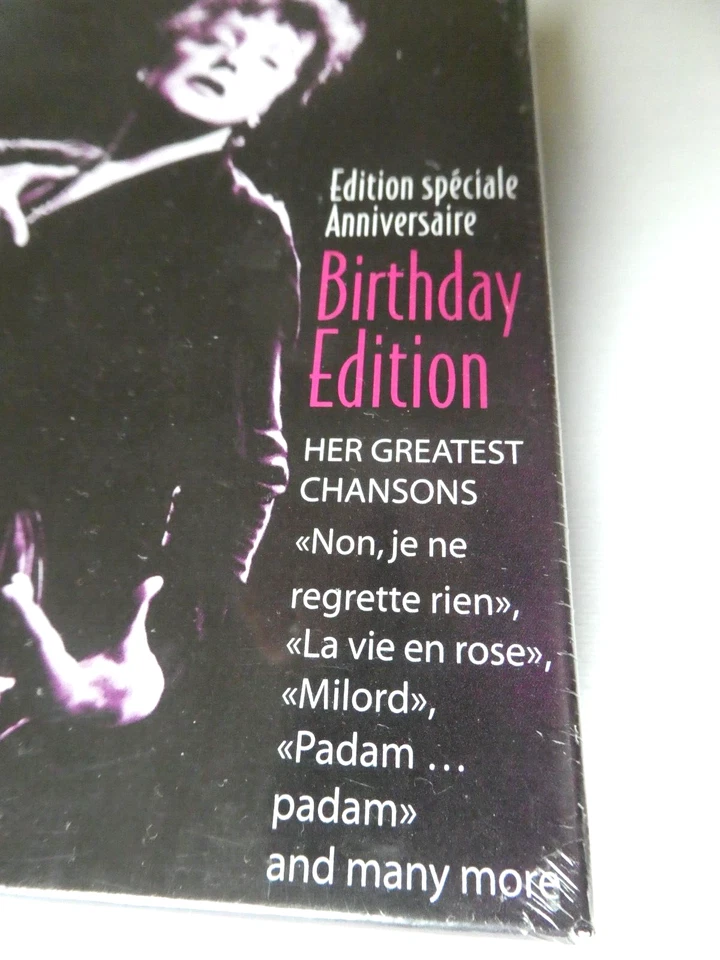 Edition spéciale
Anniversaire
Birthday
Edition
HER GREATEST
CHANSONS
«Non, je ne
regrette rien»,
«La vie en rose»,
«Milord»,
«Padam ...
padam»
and many more